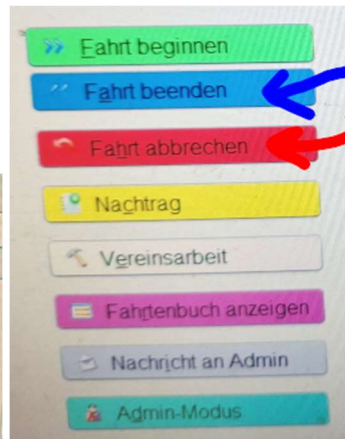 Fahrt beginnen
Fahrt beenden
Fahrt abbrechen
Nachtrag
Vereinsarbeit
Fahrtenbuch anzeigen
Nachricht an Admin
Admin-Modus